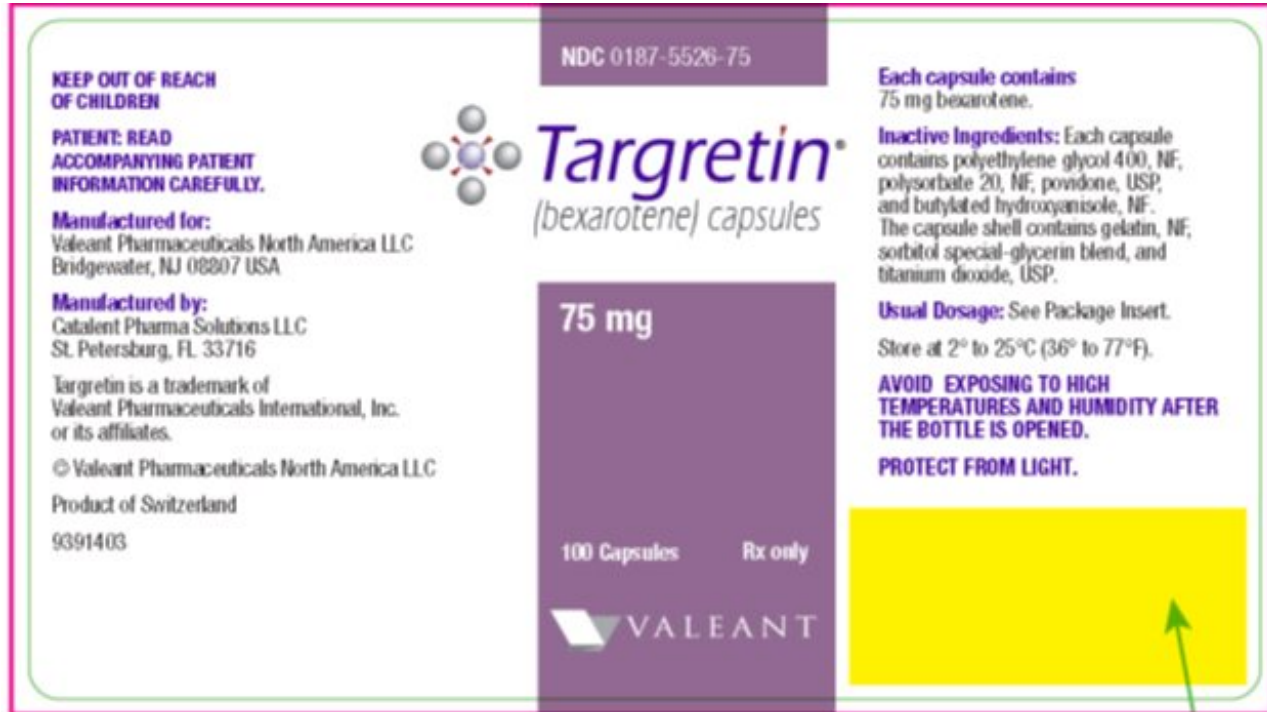 KEEP OUT OF REACH
OF CHILDREN
PATIENT: READ
ACCOMPANYING PATIENT
INFORMATION CAREFULLY.
Manufactured for:
Valeant Pharmaceuticals North America LLC
Bridgewater, NJ 08807 USA
Manufactured by:
Catalent Pharma Solutions LLC
St. Petersburg, FL 33716
Targretin is a trademark of
Valeant Pharmaceuticals International, Inc.
or its affiliates.
© Valeant Pharmaceuticals North America LLC
Product of Switzerland
9391403
NDC 0187-5526-75
Targretin®
(bexarotene) capsules
75 mg
100 Capsules Rx only
VALEANT
Each capsule contains
75 mg bexarotene.
Inactive Ingredients: Each capsule
contains polyethylene glycol 400, NF,
polysorbate 20, NF, povidone, USP,
and butylated hydroxyanisole, NF.
The capsule shell contains gelatin, NF,
sorbitol special-glycerin blend, and
titanium dioxide, USP.
Usual Dosage: See Package Insert.
Store at 2° to 25°C (36° to 77°F).
AVOID EXPOSING TO HIGH
TEMPERATURES AND HUMIDITY AFTER
THE BOTTLE IS OPENED.
PROTECT FROM LIGHT.